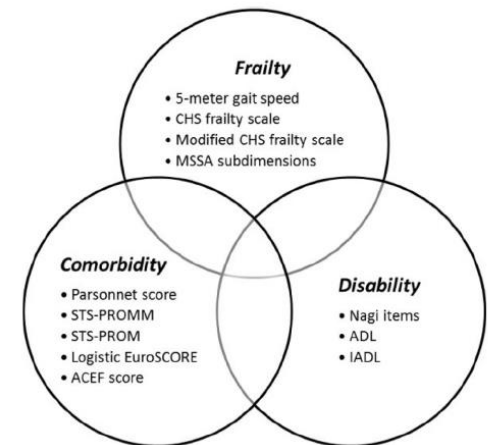 Frailty
• 5-meter gait speed
• CHS frailty scale
• Modified CHS frailty scale
• MSSA subdimensions
Comorbidity
• Parsonnet score
• STS-PROMM
• STS-PROM
• Logistic EuroSCORE
• ACEF score
Disability
• Nagi items
• ADL
• IADL